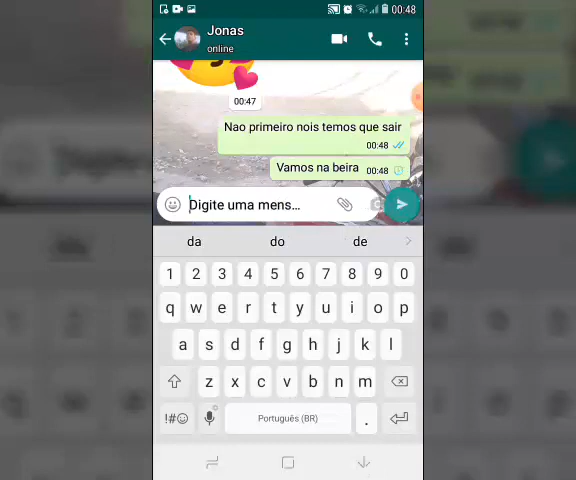 00:48
Jonas
online
00:47
Nao primeiro nois temos que sair
00:48
Vamos na beira 00:48
Digite uma mens...
da do de
1 2 3 4 5 6 7 8 9 0
q w e r t y u i o p
a s d f g h j k l
z x c v b n m
!#☺ Português (BR) .